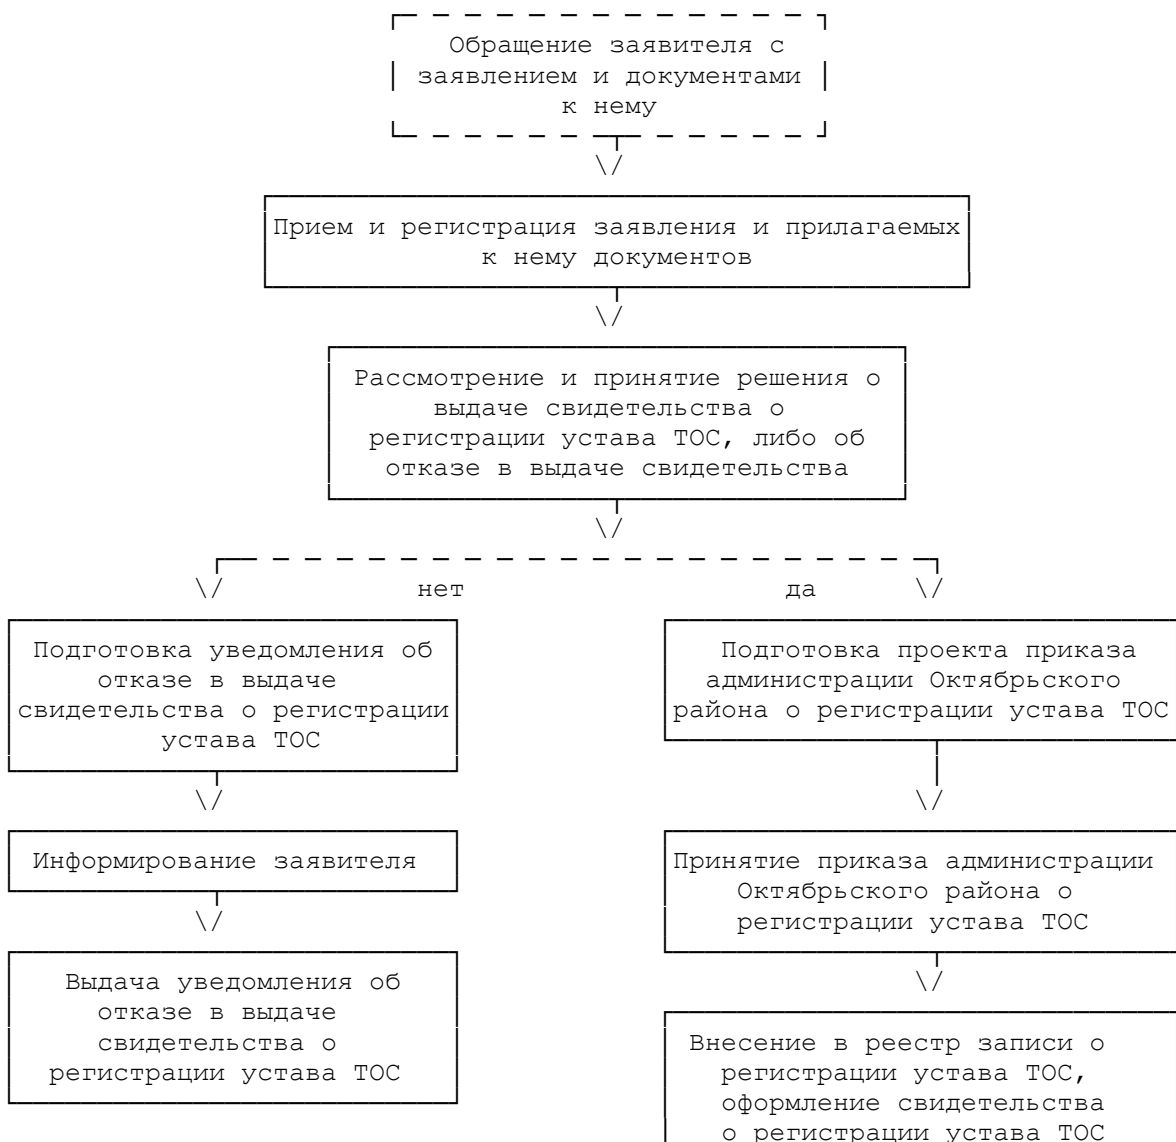 Обращение заявителя с
заявлением и документами
к нему
Прием и регистрация заявления и прилагаемых
к нему документов
Рассмотрение и принятие решения о
выдаче свидетельства о
регистрации устава ТОС, либо об
отказе в выдаче свидетельства
нет
да
Подготовка уведомления об
отказе в выдаче
свидетельства о регистрации
устава ТОС
Подготовка проекта приказа
администрации Октябрьского
района о регистрации устава ТОС
Информирование заявителя
Принятие приказа администрации
Октябрьского района о
регистрации устава ТОС
Выдача уведомления об
отказе в выдаче
свидетельства о
регистрации устава ТОС
Внесение в реестр записи о
регистрации устава ТОС,
оформление свидетельства
о регистрации устава ТОС